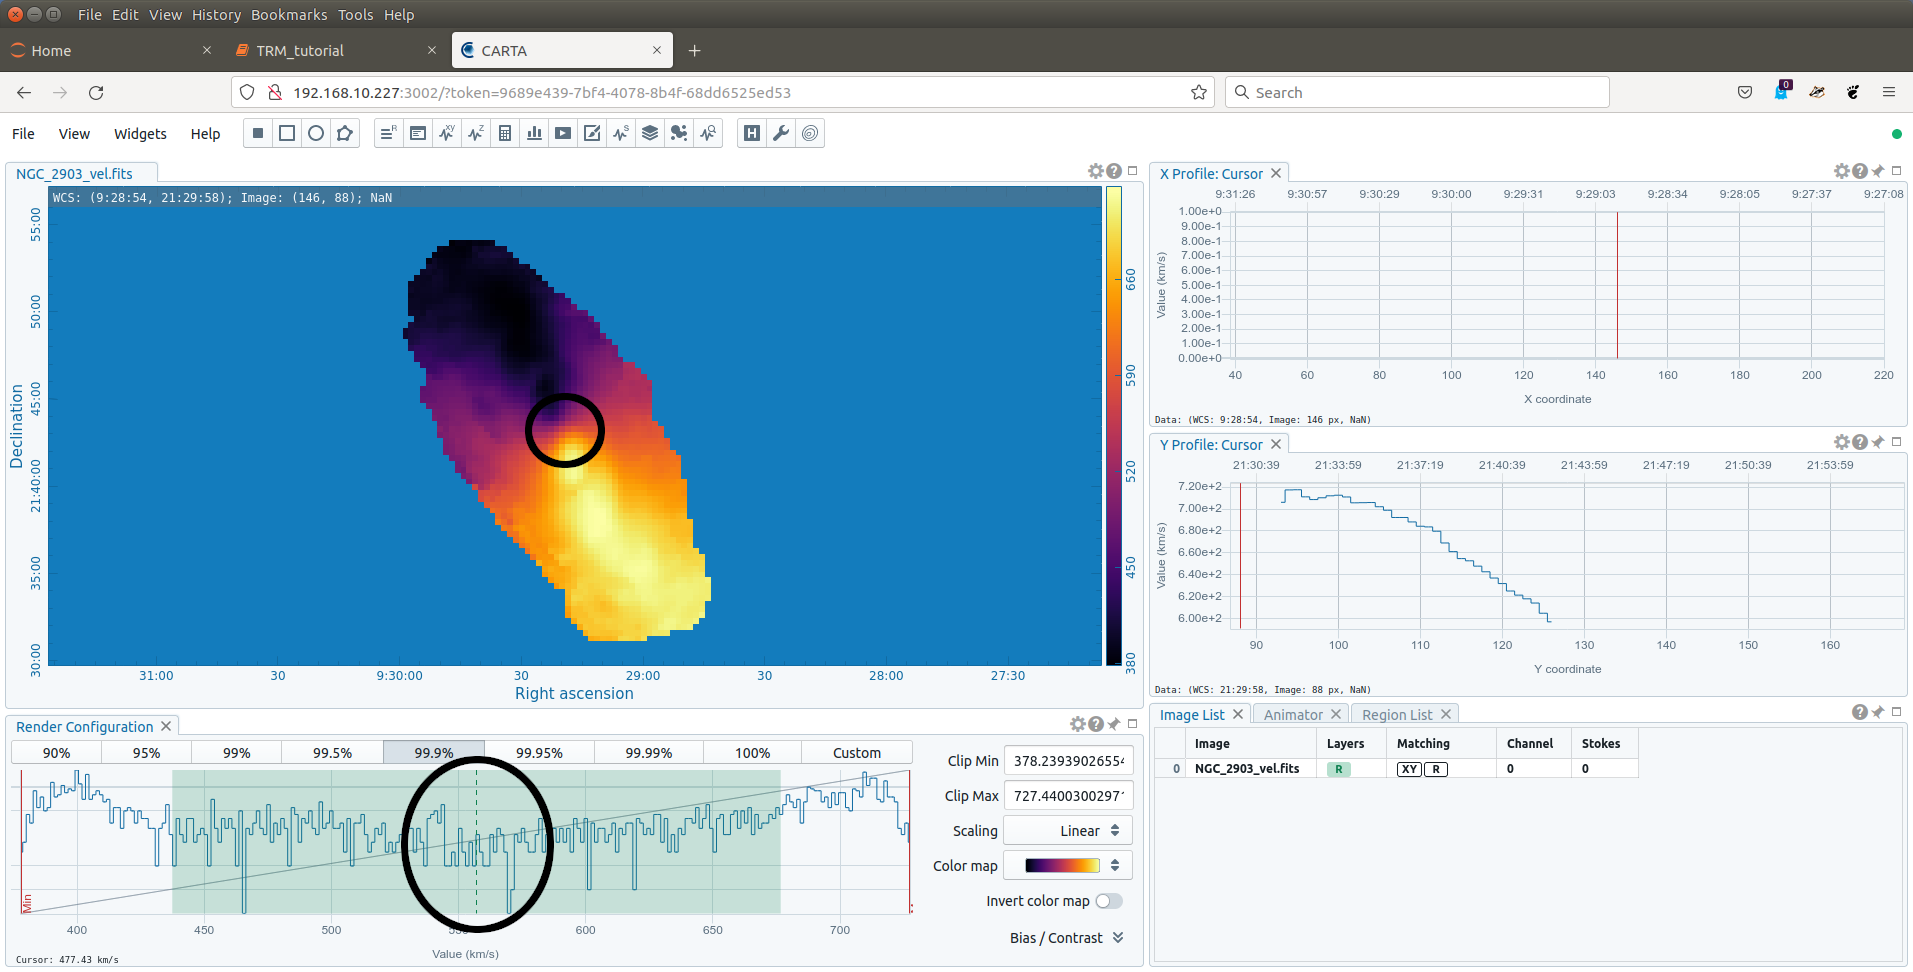 File Edit View History Bookmarks Tools Help
Home
TRM_tutorial
CARTA
192.168.10.227:3002/?token=9689e439-7bf4-4078-8b4f-68dd6525ed53
Search
0
File View Widgets Help
R XY Z S
H
NGC_2903_vel.fits
WCS: (9:28:54, 21:29:58); Image: (146, 88); NaN
Declination
55:00
50:00
45:00
21:40:00
35:00
30:00
31:00 30 9:30:00 30 29:00 30 28:00 27:30
Right ascension
660
590
520
450
380
X Profile: Cursor
9:31:26 9:30:57 9:30:29 9:30:00 9:29:31 9:29:03 9:28:34 9:28:05 9:27:37 9:27:08
Value (km/s)
1.00e+0
9.00e-1
8.00e-1
7.00e-1
6.00e-1
5.00e-1
4.00e-1
3.00e-1
2.00e-1
1.00e-1
0.00e+0
40 60 80 100 120 140 160 180 200 220
X coordinate
Data: (WCS: 9:28:54, Image: 146 px, NaN)
Y Profile: Cursor
21:30:39 21:33:59 21:37:19 21:40:39 21:43:59 21:47:19 21:50:39 21:53:59
Value (km/s)
7.20e+2
7.00e+2
6.80e+2
6.60e+2
6.40e+2
6.20e+2
6.00e+2
90 100 110 120 130 140 150 160
Y coordinate
Data: (WCS: 21:29:58, Image: 88 px, NaN)
Render Configuration
90% 95% 99% 99.5% 99.9% 99.95% 99.99% 100% Custom
Min
400 450 500 600 650 700
Value (km/s)
Cursor: 477.43 km/s
Clip Min 378.2393902655
Clip Max 727.4400300297
Scaling Linear
Color map
Invert color map
Bias / Contrast
Image List Animator Region List
Image Layers Matching Channel Stokes
0 NGC_2903_vel.fits R XY R 0 0